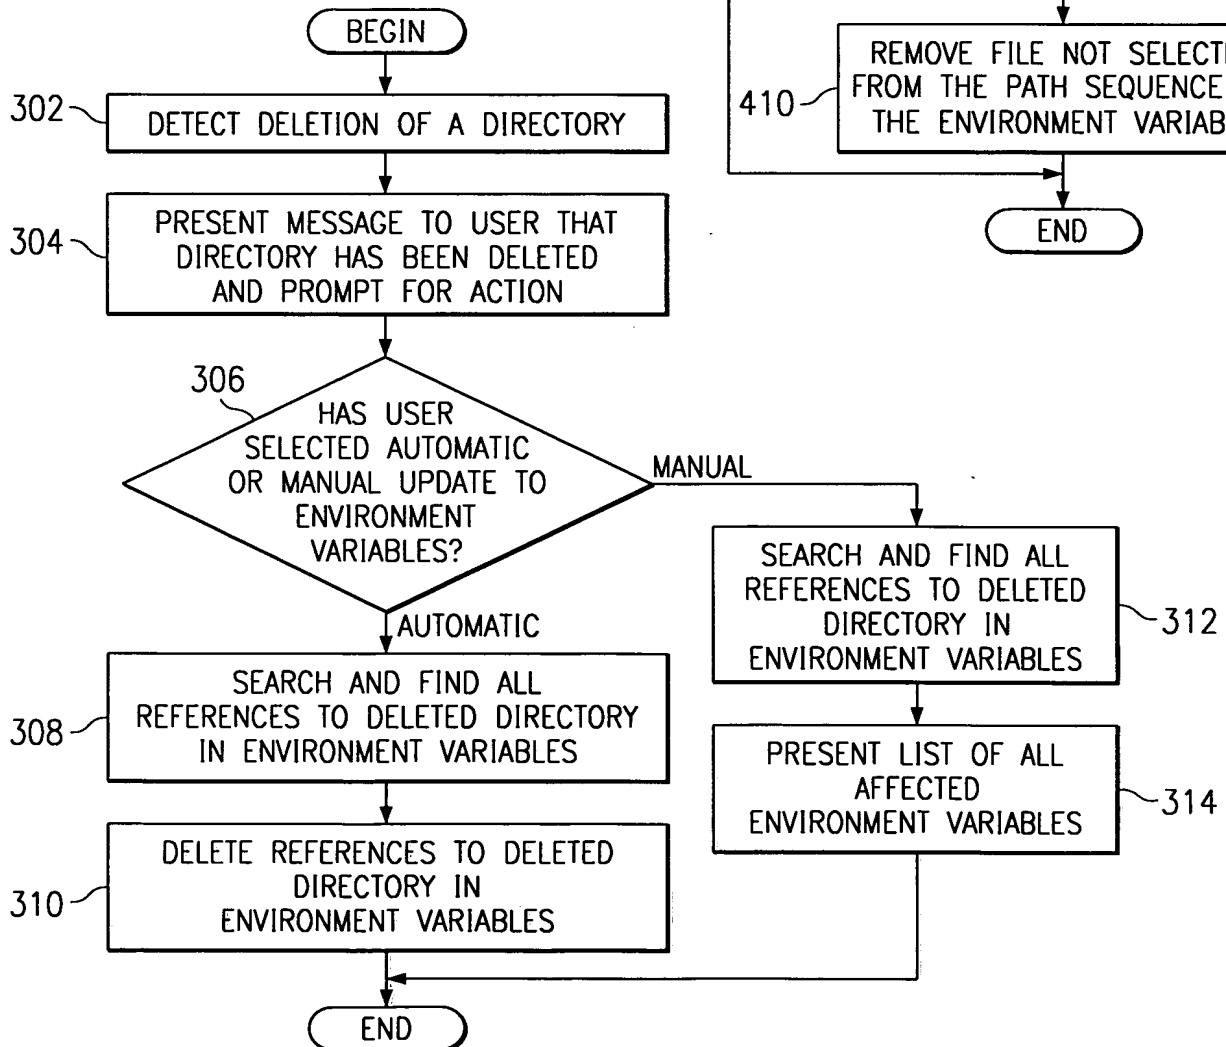 BEGIN
302
DETECT DELETION OF A DIRECTORY
304
PRESENT MESSAGE TO USER THAT
DIRECTORY HAS BEEN DELETED
AND PROMPT FOR ACTION
306
HAS USER
SELECTED AUTOMATIC
OR MANUAL UPDATE TO
ENVIRONMENT
VARIABLES?
MANUAL
AUTOMATIC
308
SEARCH AND FIND ALL
REFERENCES TO DELETED DIRECTORY
IN ENVIRONMENT VARIABLES
310
DELETE REFERENCES TO DELETED
DIRECTORY IN
ENVIRONMENT VARIABLES
END
SEARCH AND FIND ALL
REFERENCES TO DELETED
DIRECTORY IN
ENVIRONMENT VARIABLES
312
PRESENT LIST OF ALL
AFFECTED
ENVIRONMENT VARIABLES
314
410
REMOVE FILE NOT
FROM THE PATH SEQUENCE
THE ENVIRONMENT
END